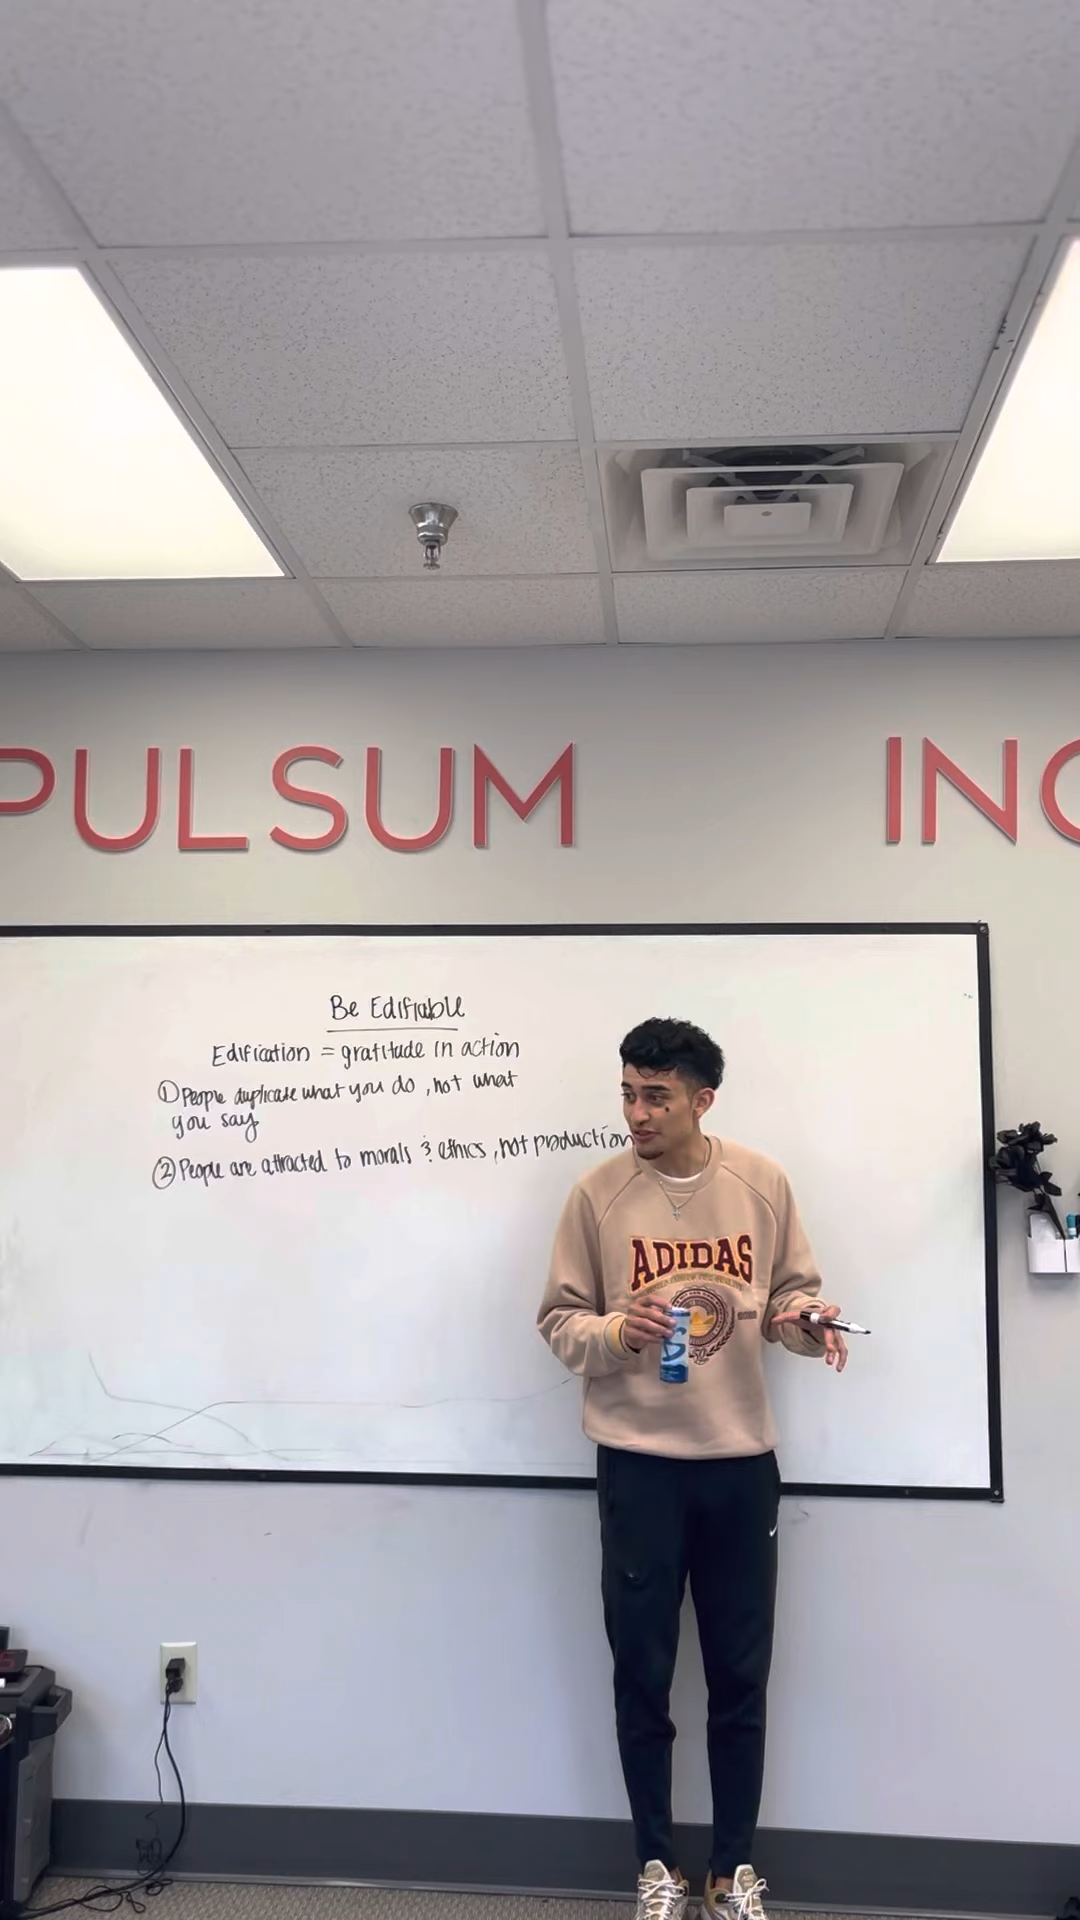 PULSUM INC
Be Edifiable
Edification = gratitude in action
① People duplicate what you do, not what
you say
② People are attracted to morals & ethics, not production
ADIDAS